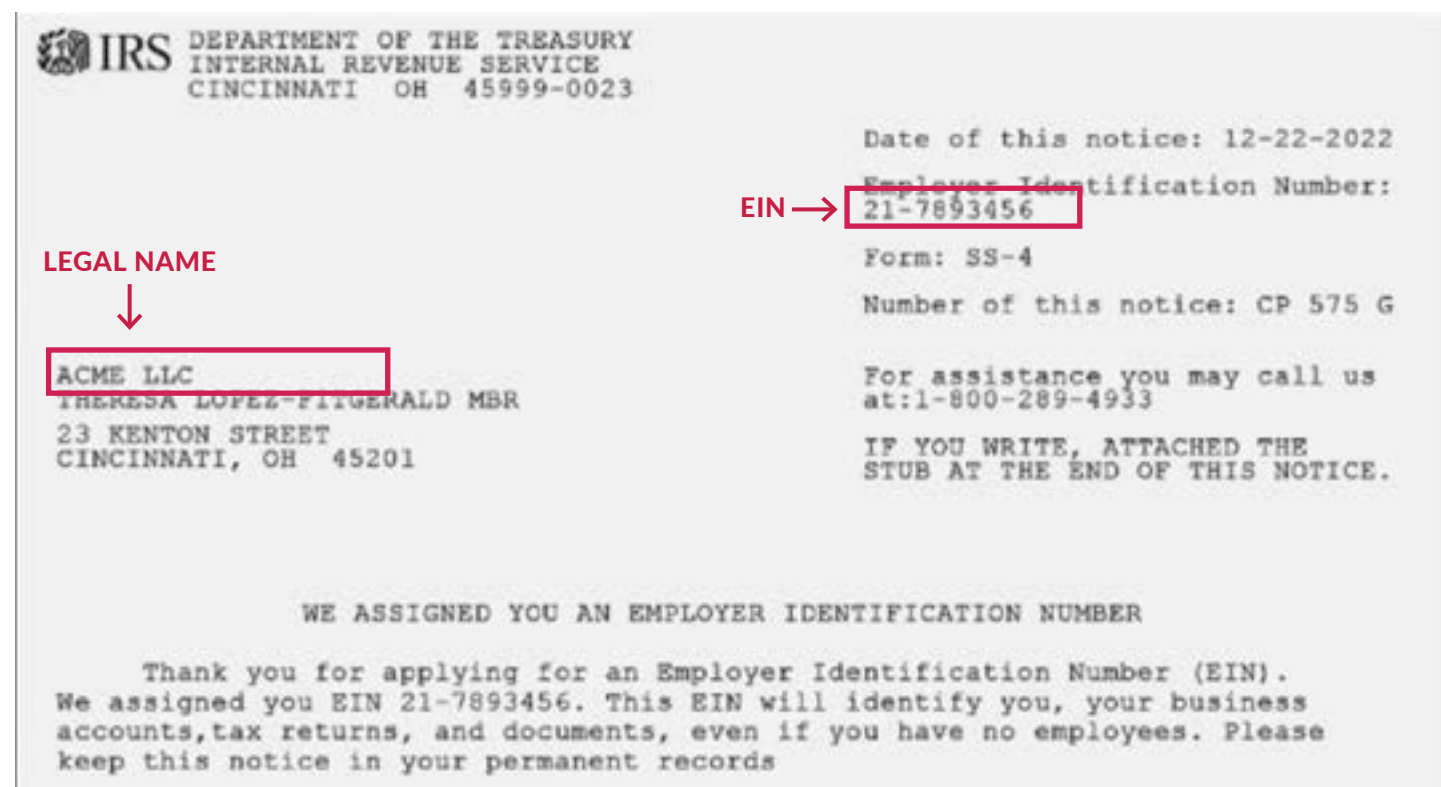 IRS DEPARTMENT OF THE TREASURY
INTERNAL REVENUE SERVICE
CINCINNATI OH 45999-0023
Date of this notice: 12-22-2022
Employer Identification Number:
EIN
21-7893456
Form: SS-4
LEGAL NAME
Number of this notice: CP 575 G
ACME LLC
THERESA LOPEZ-FITGERALD MBR
23 KENTON STREET
CINCINNATI, OH 45201
For assistance you may call us
at:1-800-289-4933
IF YOU WRITE, ATTACHED THE
STUB AT THE END OF THIS NOTICE.
WE ASSIGNED YOU AN EMPLOYER IDENTIFICATION NUMBER
Thank you for applying for an Employer Identification Number (EIN).
We assigned you EIN 21-7893456. This EIN will identify you, your business
accounts,tax returns, and documents, even if you have no employees. Please
keep this notice in your permanent records